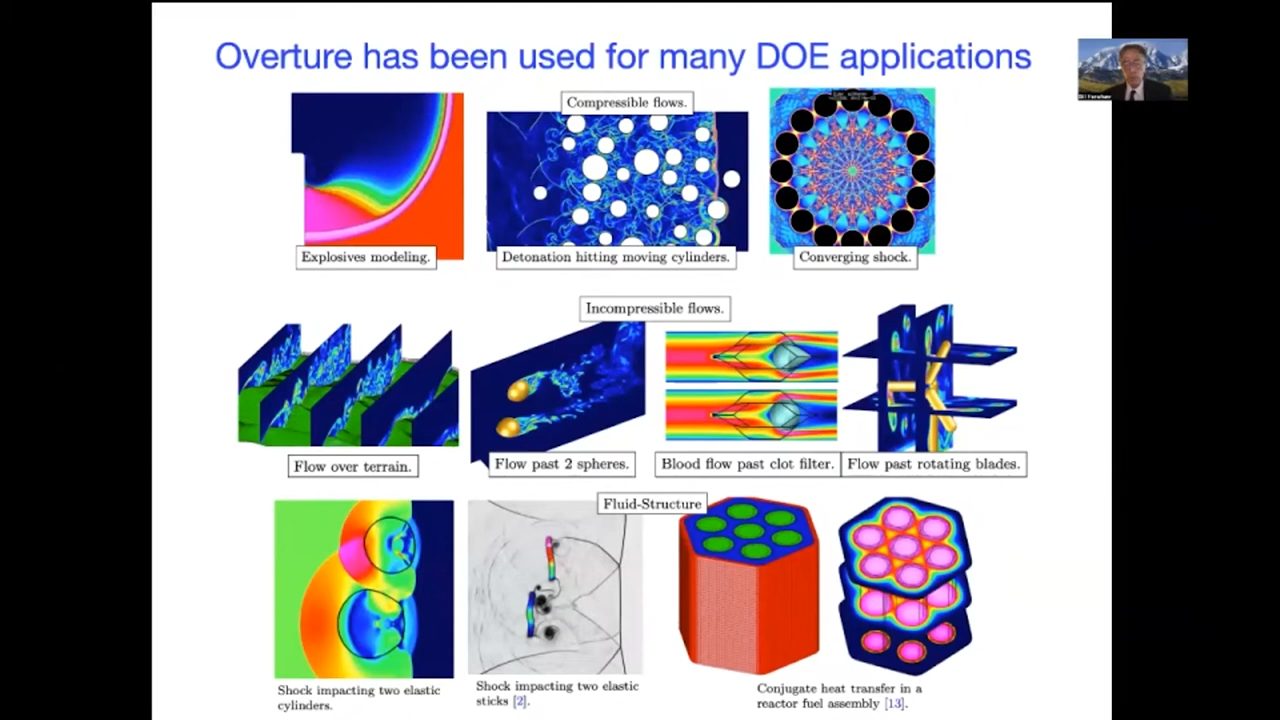 Overture has been used for many DOE applications
Compressible flows.
Explosives modeling.
Detonation hitting moving cylinders.
Converging shock.
Incompressible flows.
Flow over terrain.
Flow past 2 spheres.
Blood flow past clot filter.
Flow past rotating blades.
Fluid-Structure
Shock impacting two elastic
cylinders.
Shock impacting two elastic
sticks [2].
Conjugate heat transfer in a
reactor fuel assembly [13].